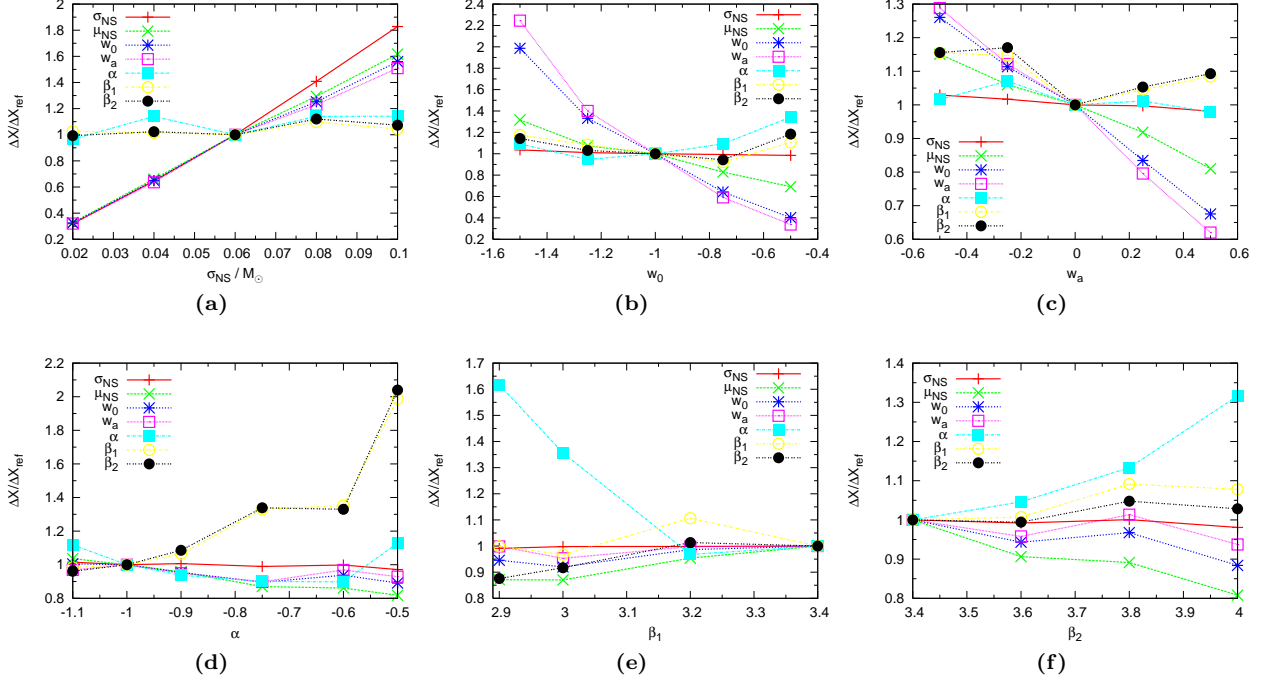 2
1.8
1.6
1.4
1.2
1
0.8
0.6
0.4
0.2
ΔX/ΔX_ref
σ_NS
μ_NS
w_0
w_a
α
β_1
β_2
0.02 0.03 0.04 0.05 0.06 0.07 0.08 0.09 0.1
σ_NS / M_⊙
(a)
2.4
2.2
2
1.8
1.6
1.4
1.2
1
0.8
0.6
0.4
0.2
ΔX/ΔX_ref
σ_NS
μ_NS
w_0
w_a
α
β_1
β_2
-1.6 -1.4 -1.2 -1 -0.8 -0.6 -0.4
w_0
(b)
1.3
1.2
1.1
1
0.9
0.8
0.7
0.6
ΔX/ΔX_ref
σ_NS
μ_NS
w_0
w_a
α
β_1
β_2
-0.6 -0.4 -0.2 0 0.2 0.4 0.6
w_a
(c)
2.2
2
1.8
1.6
1.4
1.2
1
0.8
ΔX/ΔX_ref
σ_NS
μ_NS
w_0
w_a
α
β_1
β_2
-1.1 -1 -0.9 -0.8 -0.7 -0.6 -0.5
α
(d)
1.7
1.6
1.5
1.4
1.3
1.2
1.1
1
0.9
0.8
ΔX/ΔX_ref
σ_NS
μ_NS
w_0
w_a
α
β_1
β_2
2.9 3 3.1 3.2 3.3 3.4
β_1
(e)
1.4
1.3
1.2
1.1
1
0.9
0.8
ΔX/ΔX_ref
σ_NS
μ_NS
w_0
w_a
α
β_1
β_2
3.4 3.5 3.6 3.7 3.8 3.9 4
β_2
(f)